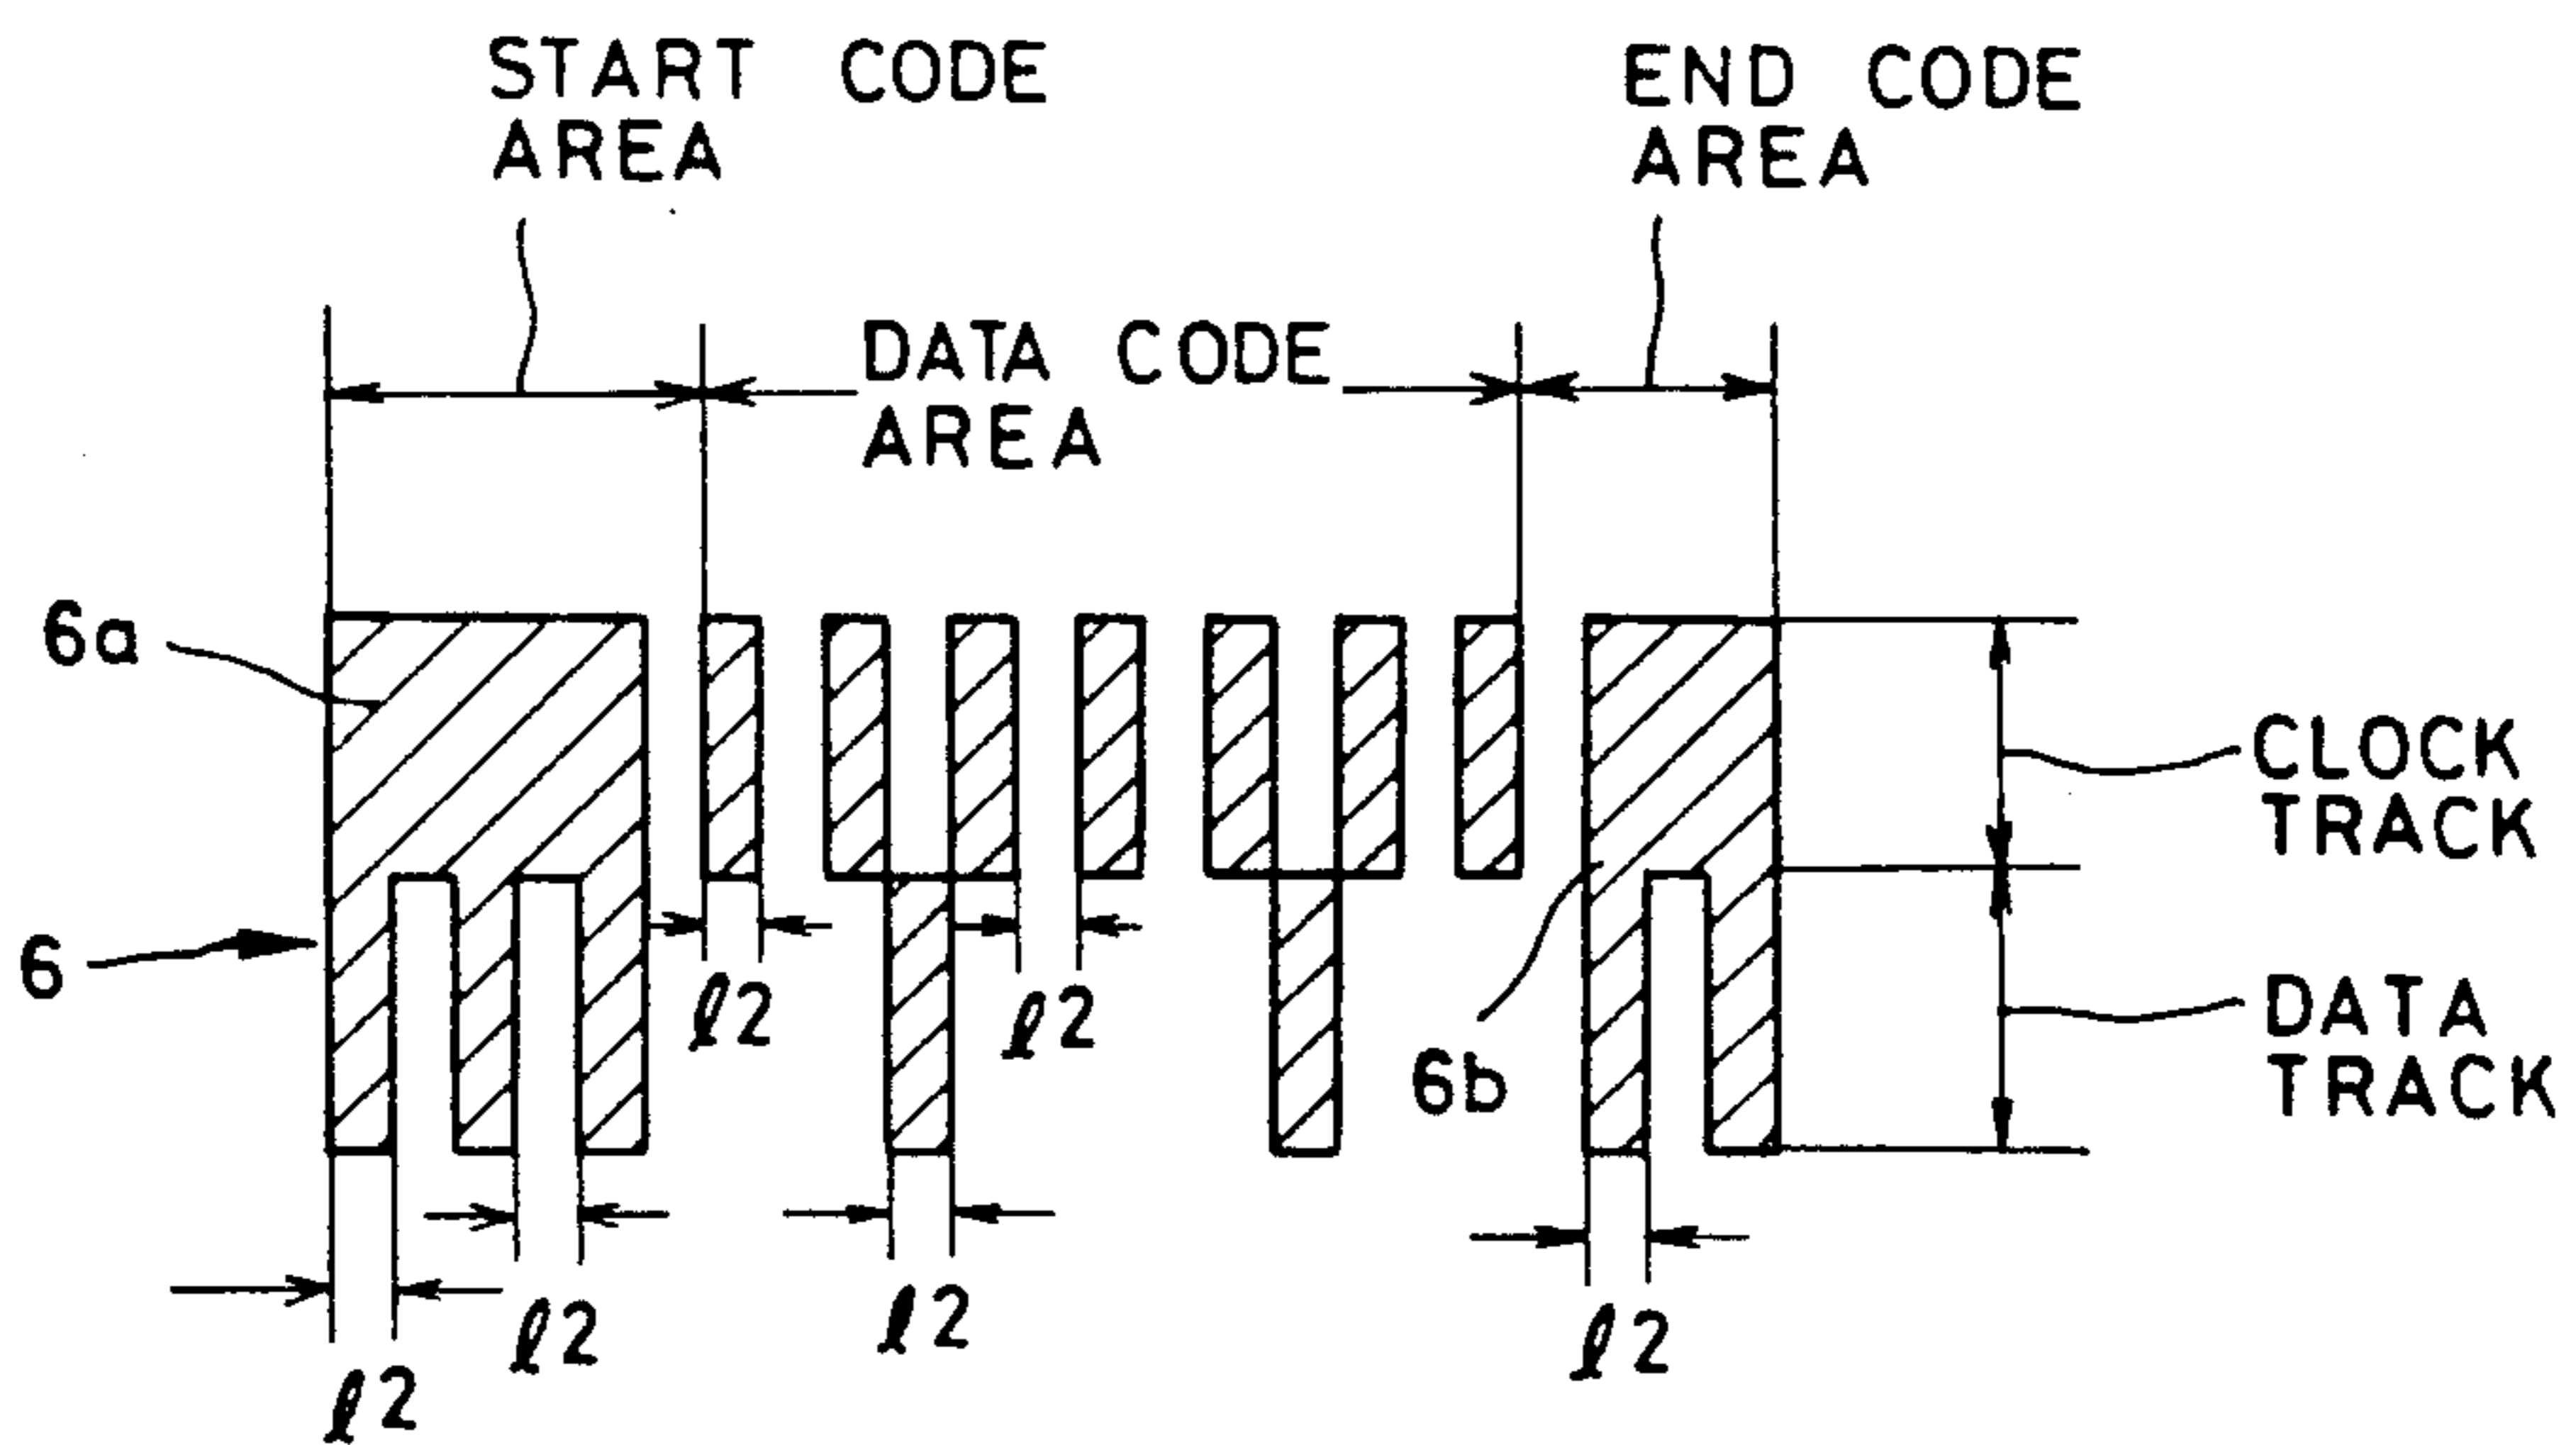 START CODE
AREA
END CODE
AREA
DATA CODE
AREA
6a
CLOCK
TRACK
6
ℓ2
ℓ2
6b
DATA
TRACK
ℓ2
ℓ2
ℓ2
ℓ2